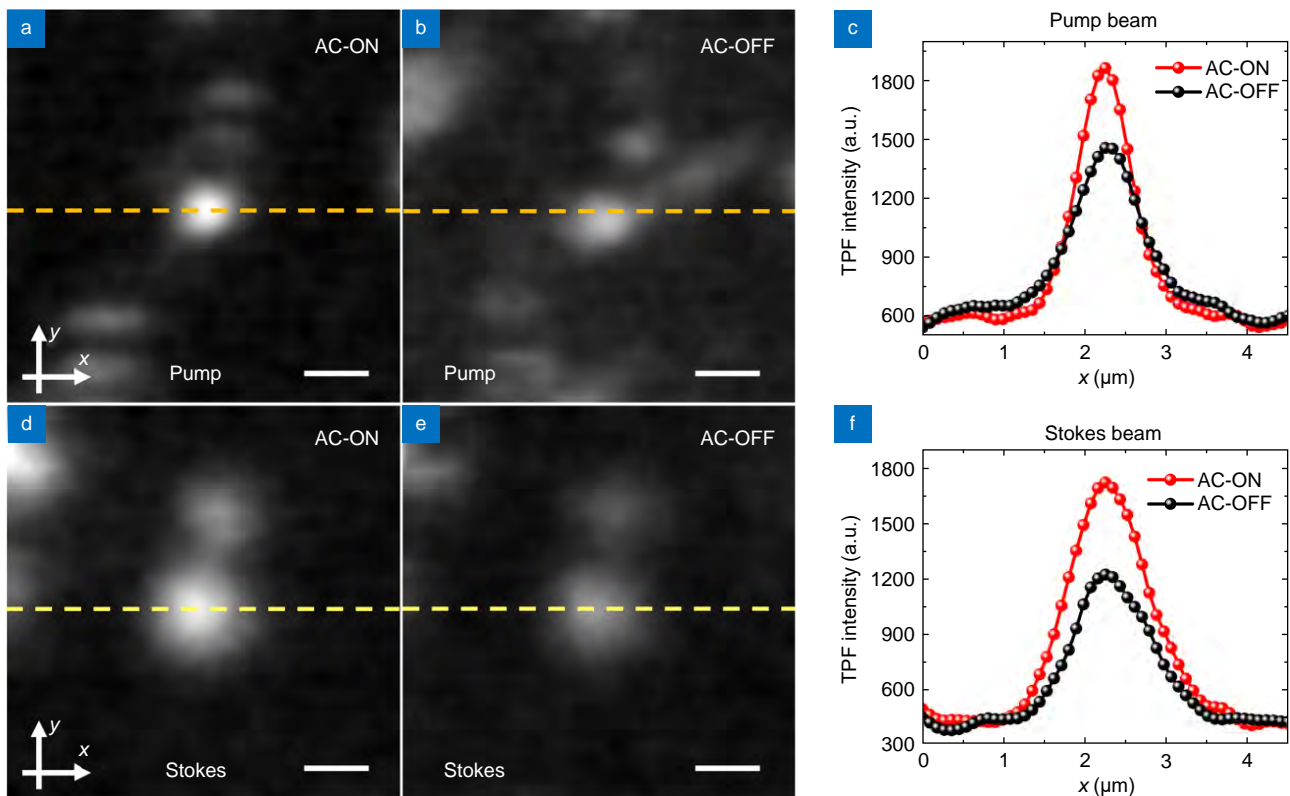 a
AC-ON
y
x
Pump
b
AC-OFF
Pump
c
Pump beam
AC-ON
AC-OFF
TPF intensity (a.u.)
1800
1500
1200
900
600
0 1 2 3 4
x (μm)
d
AC-ON
y
x
Stokes
e
AC-OFF
Stokes
f
Stokes beam
AC-ON
AC-OFF
TPF intensity (a.u.)
1800
1500
1200
900
600
300
0 1 2 3 4
x (μm)